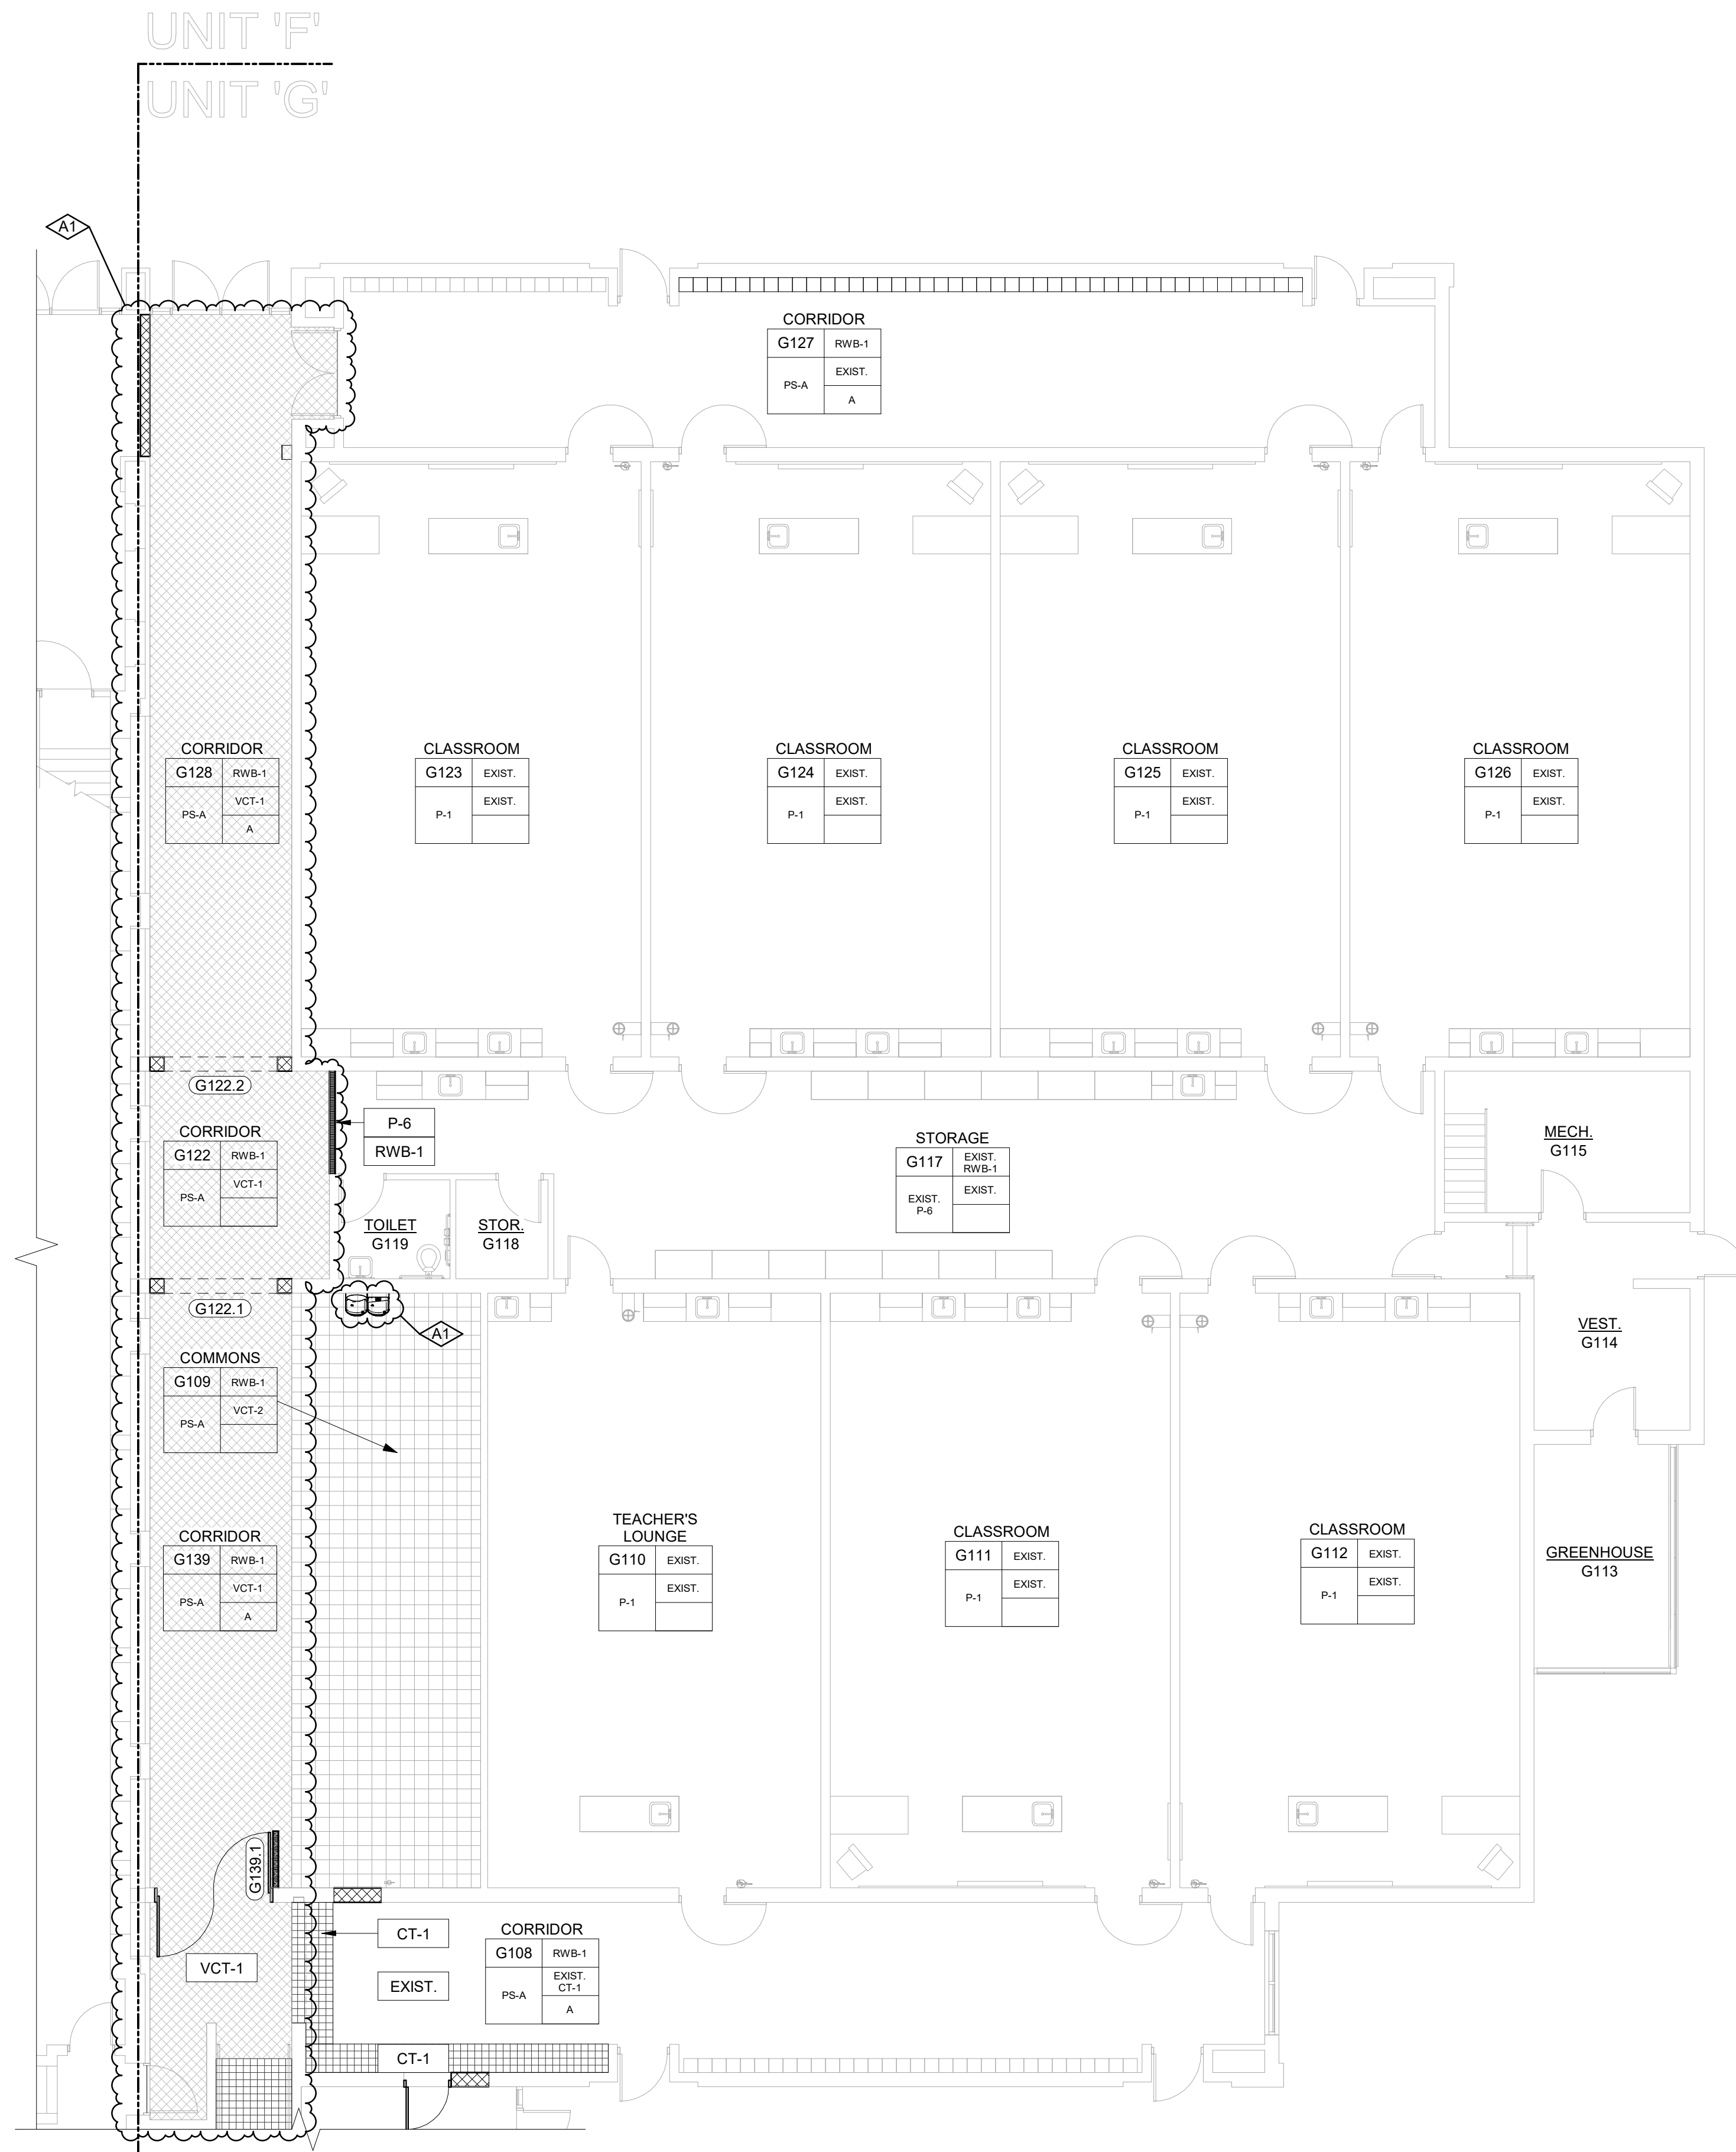 UNIT 'F'
UNIT 'G'
A1
CORRIDOR
G127 RWB-1
PS-A
EXIST.
A
CORRIDOR
G128 RWB-1
PS-A
VCT-1
A
CLASSROOM
G123 EXIST.
P-1
EXIST.
CLASSROOM
G124 EXIST.
P-1
EXIST.
CLASSROOM
G125 EXIST.
P-1
EXIST.
CLASSROOM
G126 EXIST.
P-1
EXIST.
G122.2
CORRIDOR
G122 RWB-1
PS-A
VCT-1
P-6
RWB-1
STORAGE
G117
EXIST.
RWB-1
EXIST.
P-6
EXIST.
MECH.
G115
TOILET
G119
STOR.
G118
G122.1
A1
VEST.
G114
COMMONS
G109 RWB-1
PS-A
VCT-2
CORRIDOR
G139 RWB-1
PS-A
VCT-1
A
TEACHER'S
LOUNGE
G110 EXIST.
P-1
EXIST.
CLASSROOM
G111 EXIST.
P-1
EXIST.
CLASSROOM
G112 EXIST.
P-1
EXIST.
GREENHOUSE
G113
G139.1
VCT-1
CT-1
EXIST.
CORRIDOR
G108 RWB-1
PS-A
EXIST.
CT-1
A
CT-1